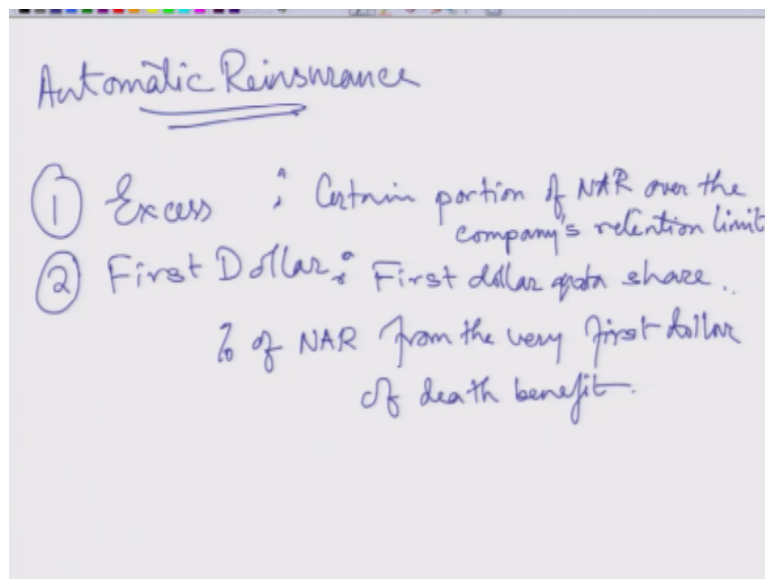 Automatic Reinsurance
① Excess : Certain portion of NAR over the
company's retention limit
② First Dollar : First dollar quota share..
% of NAR from the very first dollar
of death benefit.